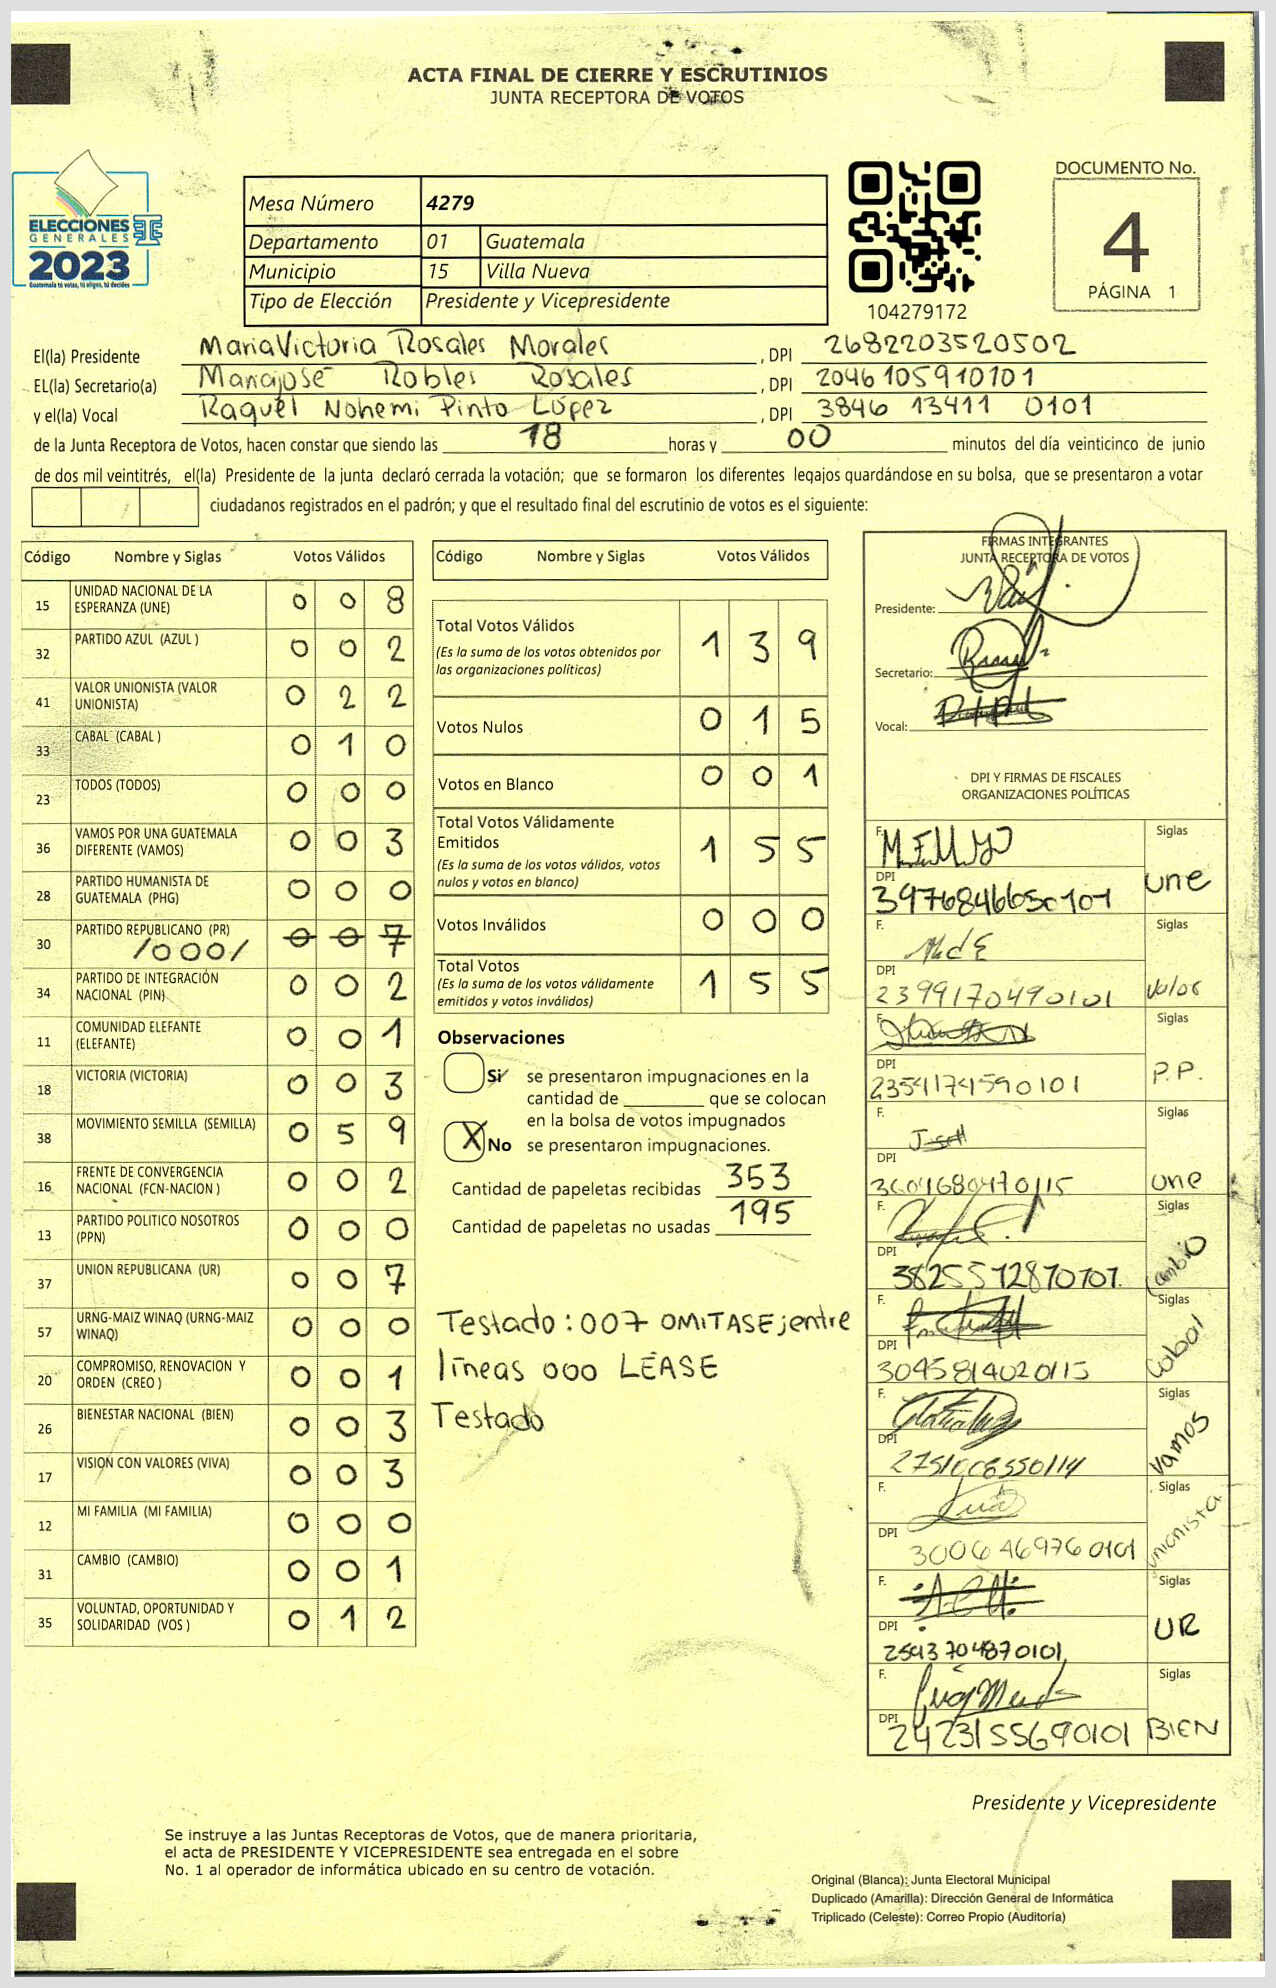 ACTA FINAL DE CIERRE Y ESCRUTINIOS
JUNTA RECEPTORA DE VOTOS
ELECCIONES
GENERALES
2023
Guatemala tú votas, tú eliges, tú decides
Mesa Número 4279
Departamento 01 Guatemala
Municipio 15 Villa Nueva
Tipo de Elección Presidente y Vicepresidente
104279172
DOCUMENTO No.
4
PÁGINA 1
El(la) Presidente MariaVictoria Rosales Morales, DPI 2682203520502
EL(la) Secretario(a) Mariajosé Robles Rosales, DPI 2046105910101
y el(la) Vocal Raquel Nohemi Pinto López, DPI 3846 13411 0101
de la Junta Receptora de Votos, hacen constar que siendo las 18 horas y 00 minutos del día veinticinco de junio
de dos mil veintitrés, el(la) Presidente de la junta declaró cerrada la votación; que se formaron los diferentes legajos guardándose en su bolsa, que se presentaron a votar
ciudadanos registrados en el padrón; y que el resultado final del escrutinio de votos es el siguiente:
Código Nombre y Siglas Votos Válidos
15 UNIDAD NACIONAL DE LA ESPERANZA (UNE) 0 0 8
32 PARTIDO AZUL (AZUL ) 0 0 2
41 VALOR UNIONISTA (VALOR UNIONISTA) 0 2 2
33 CABAL (CABAL ) 0 1 0
23 TODOS (TODOS) 0 0 0
36 VAMOS POR UNA GUATEMALA DIFERENTE (VAMOS) 0 0 3
28 PARTIDO HUMANISTA DE GUATEMALA (PHG) 0 0 0
30 PARTIDO REPUBLICANO (PR) /000/ 0 0 7
34 PARTIDO DE INTEGRACIÓN NACIONAL (PIN) 0 0 2
11 COMUNIDAD ELEFANTE (ELEFANTE) 0 0 1
18 VICTORIA (VICTORIA) 0 0 3
38 MOVIMIENTO SEMILLA (SEMILLA) 0 5 9
16 FRENTE DE CONVERGENCIA NACIONAL (FCN-NACION ) 0 0 2
13 PARTIDO POLITICO NOSOTROS (PPN) 0 0 0
37 UNION REPUBLICANA (UR) 0 0 7
57 URNG-MAIZ WINAQ (URNG-MAIZ WINAQ) 0 0 0
20 COMPROMISO, RENOVACION Y ORDEN (CREO ) 0 0 1
26 BIENESTAR NACIONAL (BIEN) 0 0 3
17 VISION CON VALORES (VIVA) 0 0 3
12 MI FAMILIA (MI FAMILIA) 0 0 0
31 CAMBIO (CAMBIO) 0 0 1
35 VOLUNTAD, OPORTUNIDAD Y SOLIDARIDAD (VOS ) 0 1 2
Código Nombre y Siglas Votos Válidos
Total Votos Válidos 1 3 9
(Es la suma de los votos obtenidos por las organizaciones políticas)
Votos Nulos 0 1 5
Votos en Blanco 0 0 1
Total Votos Válidamente Emitidos 1 5 5
(Es la suma de los votos válidos, votos nulos y votos en blanco)
Votos Inválidos 0 0 0
Total Votos 1 5 5
(Es la suma de los votos válidamente emitidos y votos inválidos)
Observaciones
Si se presentaron impugnaciones en la
cantidad de ________ que se colocan
en la bolsa de votos impugnados
X No se presentaron impugnaciones.
Cantidad de papeletas recibidas 353
Cantidad de papeletas no usadas 195
Testado: 007 OMITASE; entre
líneas 000 LEASE
Testado
FIRMAS INTEGRANTES
JUNTA RECEPTORA DE VOTOS
Presidente:
Secretario:
Vocal:
DPI Y FIRMAS DE FISCALES
ORGANIZACIONES POLÍTICAS
F. Siglas
DPI 3976846650101 une
F. Siglas
DPI 2399170490101 Valor
F. Siglas
DPI 2354174590101 P.P.
F. Siglas
DPI 3604680470115 une
F. Siglas
DPI 3825572870101 Cambio
F. Siglas
DPI 3045814020115 Cabal
F. Siglas
DPI 2751008550114 Vamos
F. Siglas
DPI 3006469760101 unionista
F. Siglas
DPI 2593704870101 UR
F. Siglas
DPI 2423155690101 BIEN
Presidente y Vicepresidente
Se instruye a las Juntas Receptoras de Votos, que de manera prioritaria,
el acta de PRESIDENTE Y VICEPRESIDENTE sea entregada en el sobre
No. 1 al operador de informática ubicado en su centro de votación.
Original (Blanca): Junta Electoral Municipal
Duplicado (Amarilla): Dirección General de Informática
Triplicado (Celeste): Correo Propio (Auditoría)